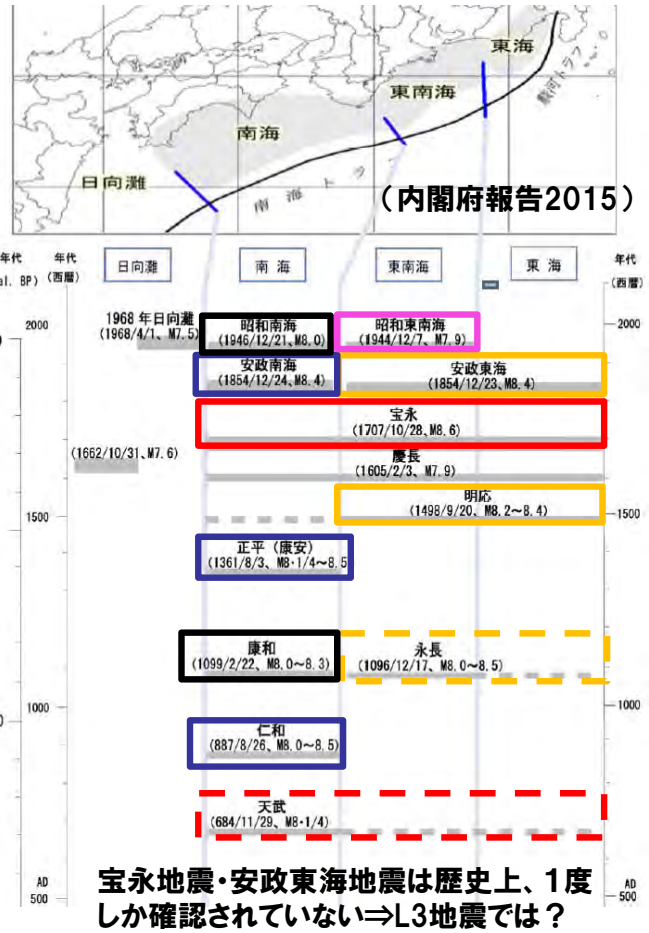 東海
東南海
駿河トラフ
南海
日向灘
南海トラフ
（内閣府報告2015）
年代 年代 日向灘 南海 東南海 東海 年代
al. BP) (西暦) (西暦)
1968年日向灘
(1968/4/1、M7.5)
2000
昭和南海
(1946/12/21、M8.0)
昭和東南海
(1944/12/7、M7.9)
2000
安政南海
(1854/12/24、M8.4)
安政東海
(1854/12/23、M8.4)
宝永
(1707/10/28、M8.6)
(1662/10/31、M7.6)
慶長
(1605/2/3、M7.9)
明応
(1498/9/20、M8.2～8.4)
1500
1500
正平（康安）
(1361/8/3、M8・1/4～8.5
康和
(1099/2/22、M8.0～8.3)
永長
(1096/12/17、M8.0～8.5)
1000
1000
仁和
(887/8/26、M8.0～8.5)
天武
(684/11/29、M8・1/4)
AD
500
AD
500
宝永地震・安政東海地震は歴史上、1度
しか確認されていない⇒L3地震では？